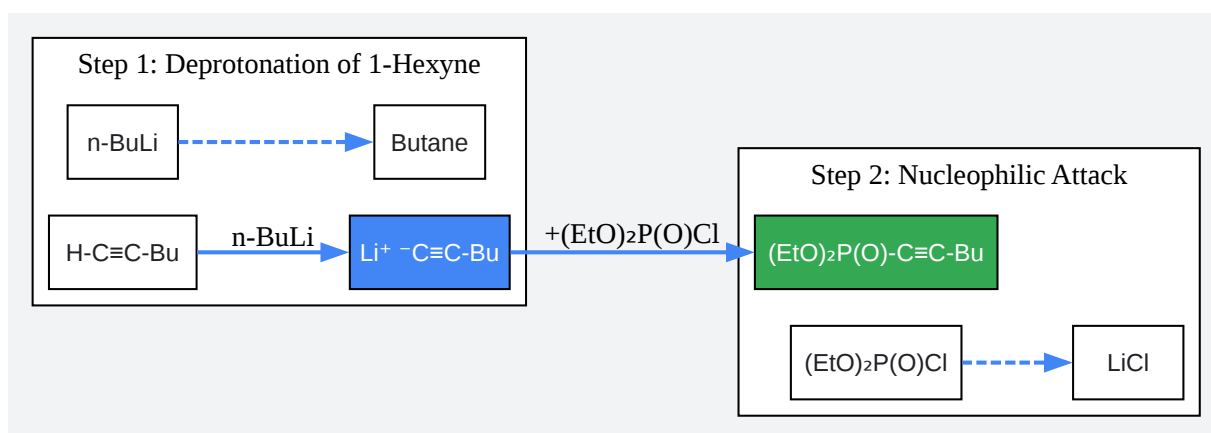 Step 1: Deprotonation of 1-Hexyne
n-BuLi
Butane
H-C≡C-Bu
n-BuLi
Li⁺ ⁻C≡C-Bu
+(EtO)₂P(O)Cl
Step 2: Nucleophilic Attack
(EtO)₂P(O)-C≡C-Bu
(EtO)₂P(O)Cl
LiCl